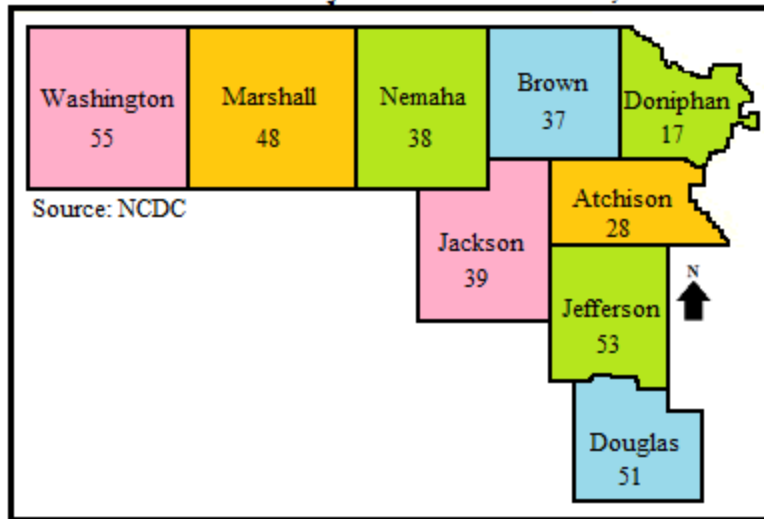 Washington
55
Marshall
48
Nemaha
38
Brown
37
Doniphan
17
Source: NCDC
Jackson
39
Atchison
28
N
Jefferson
53
Douglas
51